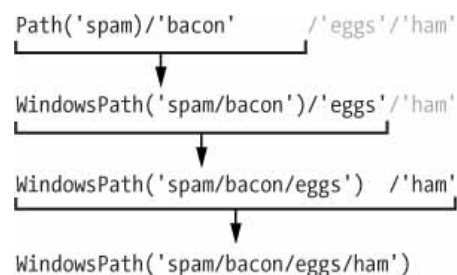 Path('spam)/'bacon' /'eggs'/'ham'
WindowsPath('spam/bacon')/'eggs'/'ham'
WindowsPath('spam/bacon/eggs') /'ham'
WindowsPath('spam/bacon/eggs/ham')